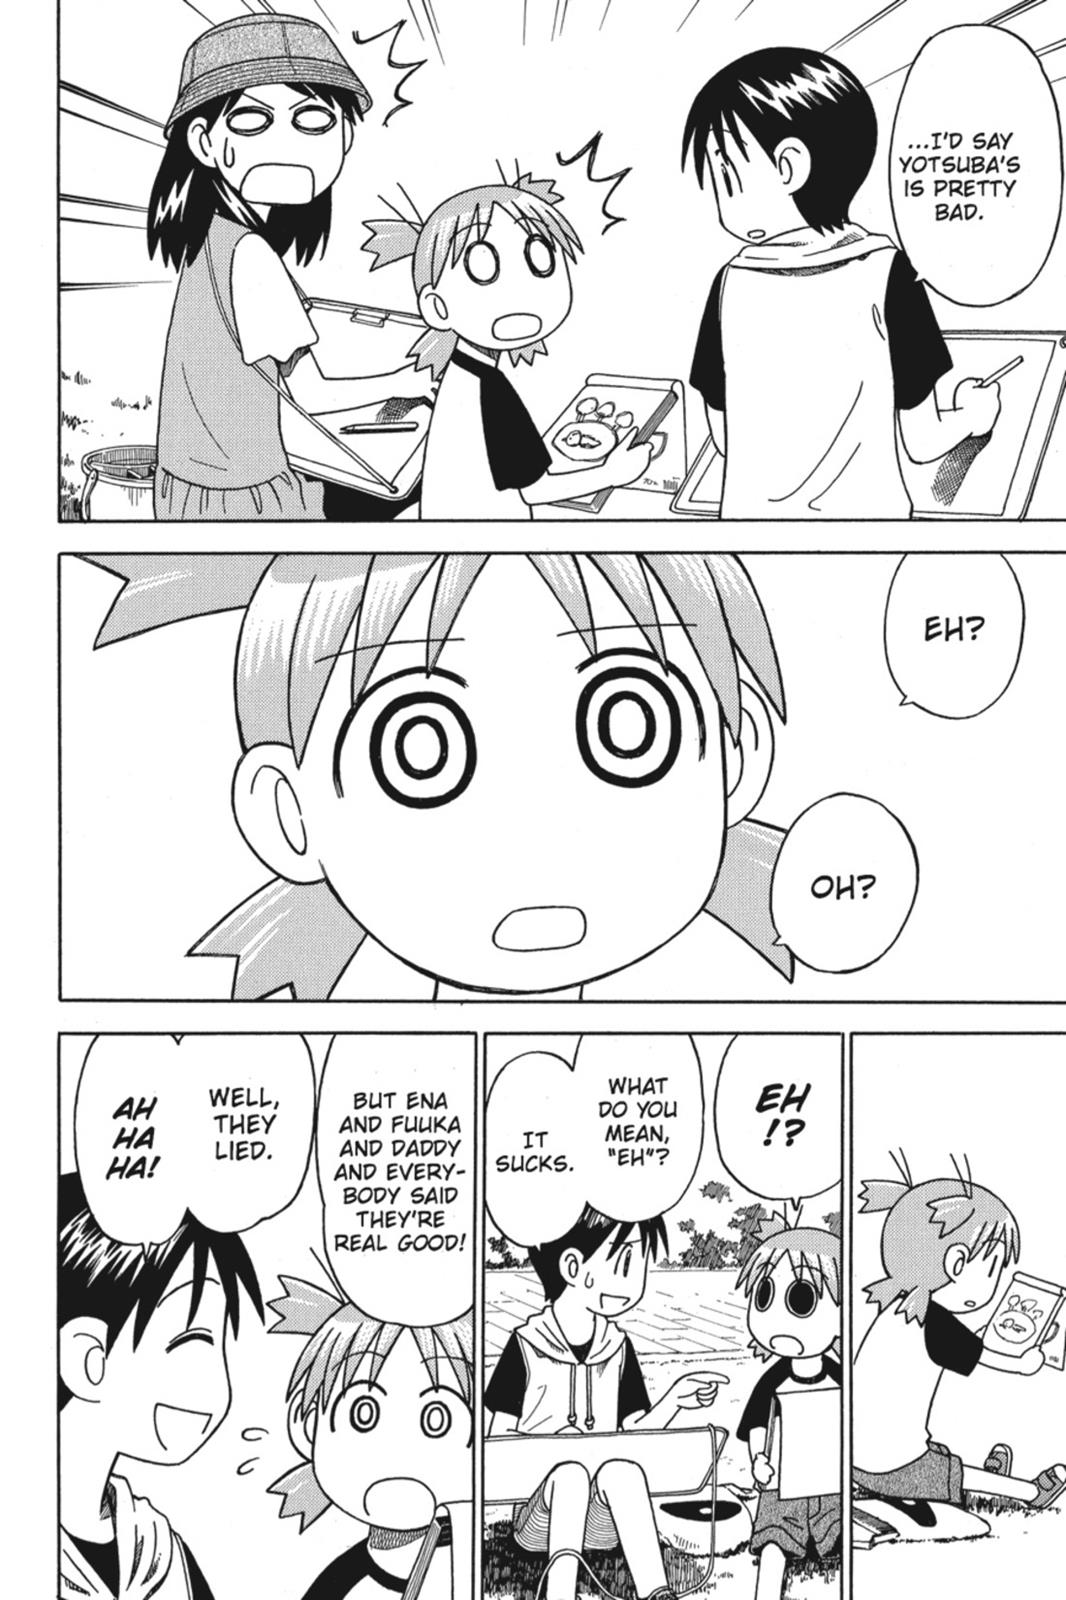 ...I'D SAY
YOTSUBA'S
IS PRETTY
BAD.
EH?
OH?
EH
!?
WHAT
DO YOU
MEAN,
"EH"?
IT
SUCKS.
BUT ENA
AND FUUKA
AND DADDY
AND EVERY-
BODY SAID
THEY'RE
REAL GOOD!
WELL,
THEY
LIED.
AH
HA
HA!